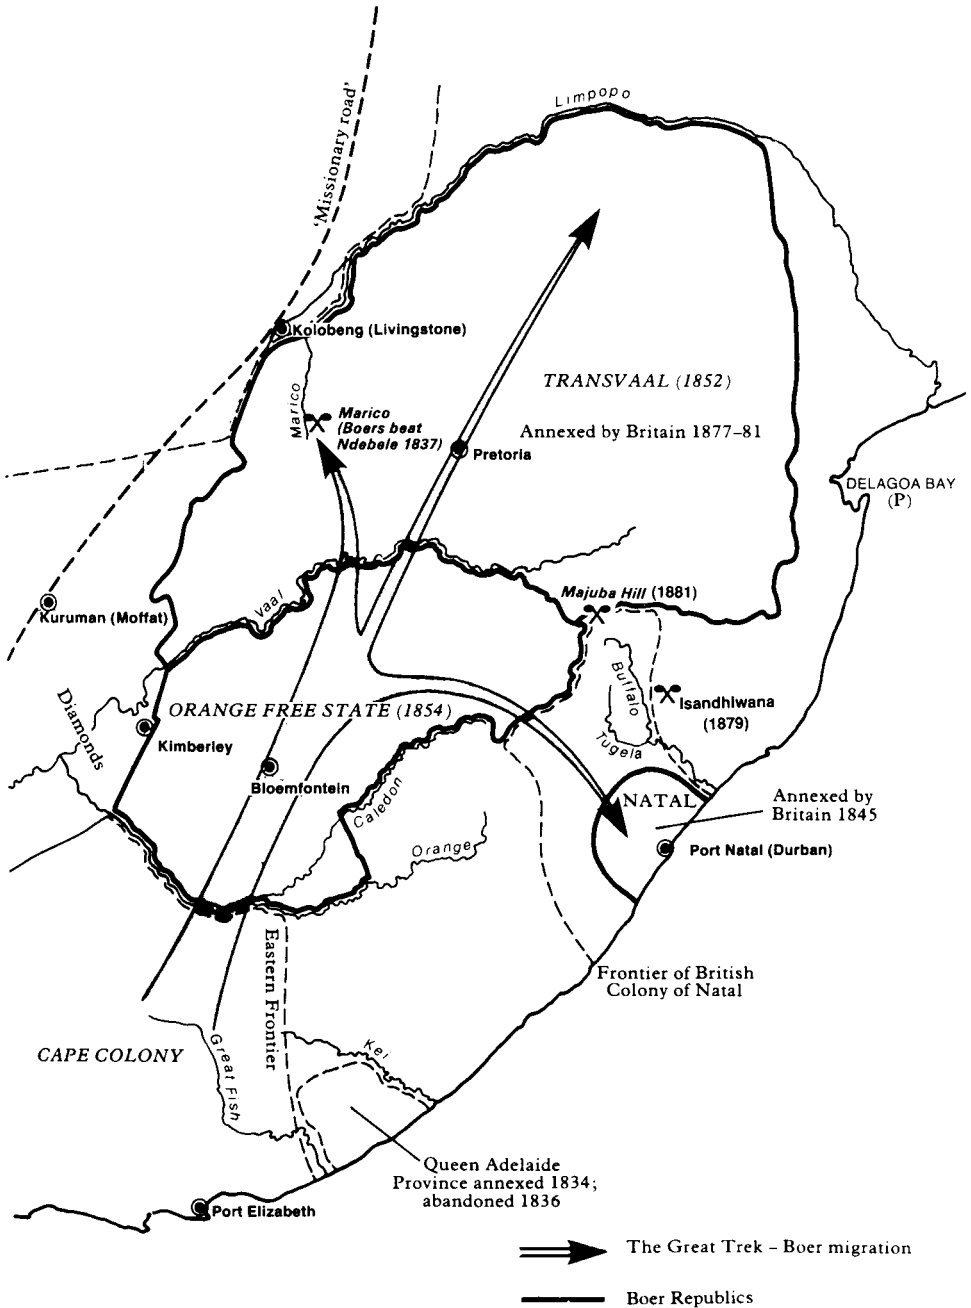 Limpopo
'Missionary road'
Kolobeng (Livingstone)
Marico
Marico
(Boers beat
Ndebele 1837)
TRANSVAAL (1852)
Annexed by Britain 1877–81
Pretoria
DELAGOA BAY
(P)
Vaal
Majuba Hill (1881)
Kuruman (Moffat)
Buffalo
Isandhlwana
(1879)
Diamonds
ORANGE FREE STATE (1854)
Kimberley
Tugela
Bloemfontein
Caledon
NATAL
Annexed by
Britain 1845
Orange
Port Natal (Durban)
Eastern Frontier
Frontier of British
Colony of Natal
CAPE COLONY
Great Fish
Kei
Queen Adelaide
Province annexed 1834;
abandoned 1836
Port Elizabeth
The Great Trek – Boer migration
Boer Republics